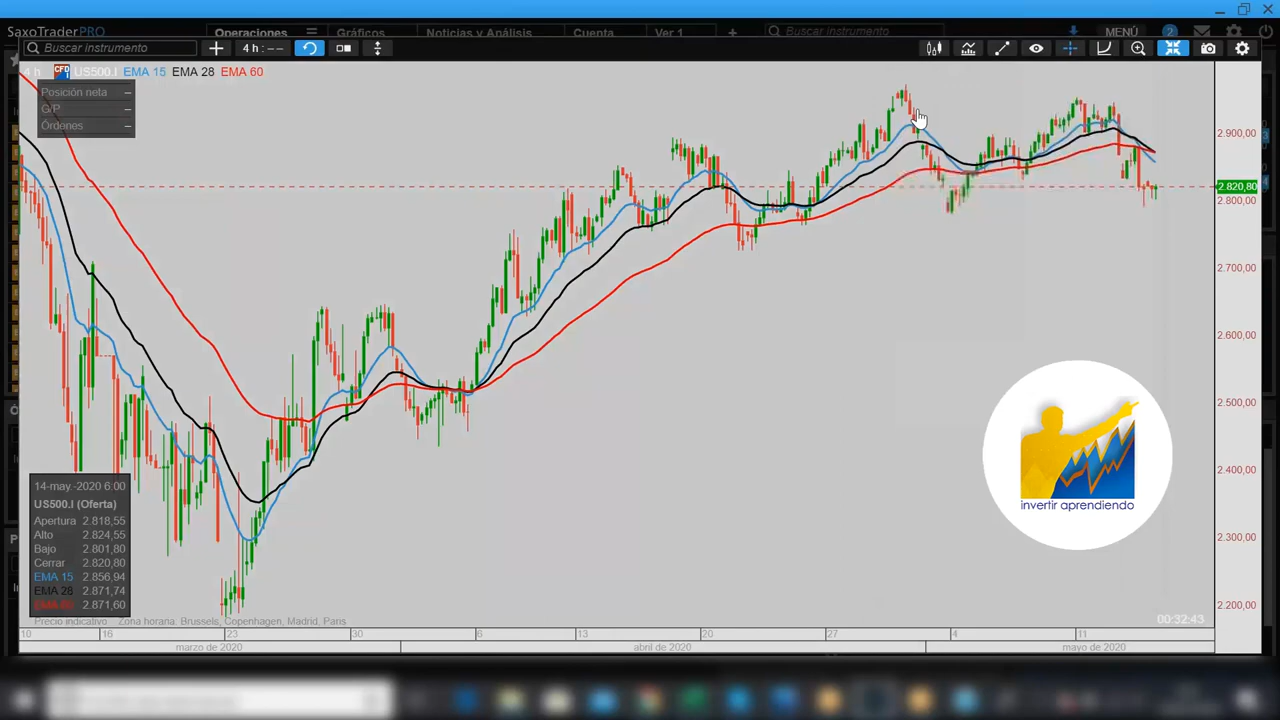 SaxoTraderPRO Operaciones Gráficos Noticias y Análisis Cuenta Ver 1 + Buscar instrumento MENÚ 2
Buscar instrumento 4 h : – –
4 h CFD US500.I EMA 15 EMA 28 EMA 60
Posición neta –
G/P –
Órdenes –
2.900,00
2.820,80
2.800,00
2.700,00
2.600,00
2.500,00
2.400,00
2.300,00
2.200,00
14-may.-2020 6:00
US500.I (Oferta)
Apertura 2.818,55
Alto 2.824,55
Bajo 2.801,80
Cerrar 2.820,80
EMA 15 2.856,94
EMA 28 2.871,74
EMA 60 2.871,60
invertir aprendiendo
Precio indicativo Zona horaria. Brussels, Copenhagen, Madrid, Paris
00:32:43
10 16 23 30 6 13 20 27 4 11
marzo de 2020 abril de 2020 mayo de 2020